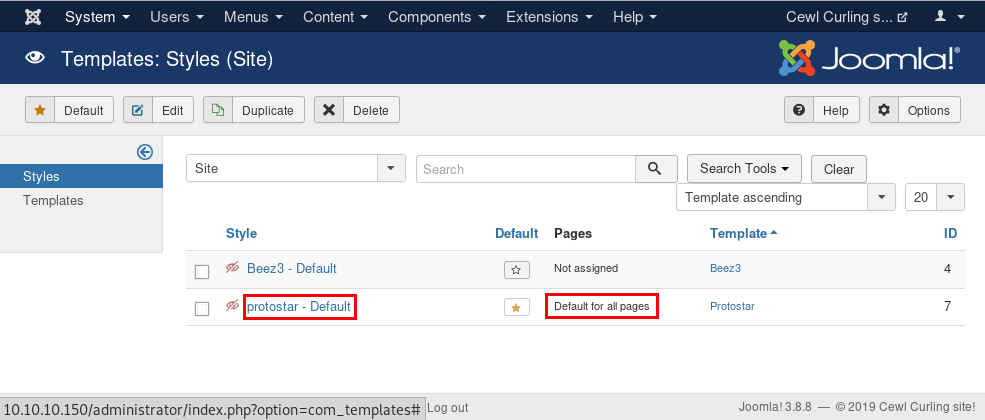 System Users Menus Content Components Extensions Help Cewl Curling s...
Templates: Styles (Site) Joomla!®
Default Edit Duplicate Delete Help Options
Styles
Templates
Site Search Search Tools Clear
Template ascending 20
Style Default Pages Template ID
Beez3 - Default Not assigned Beez3 4
protostar - Default Default for all pages Protostar 7
10.10.10.150/administrator/index.php?option=com_templates# Log out Joomla! 3.8.8 — © 2019 Cewl Curling site!